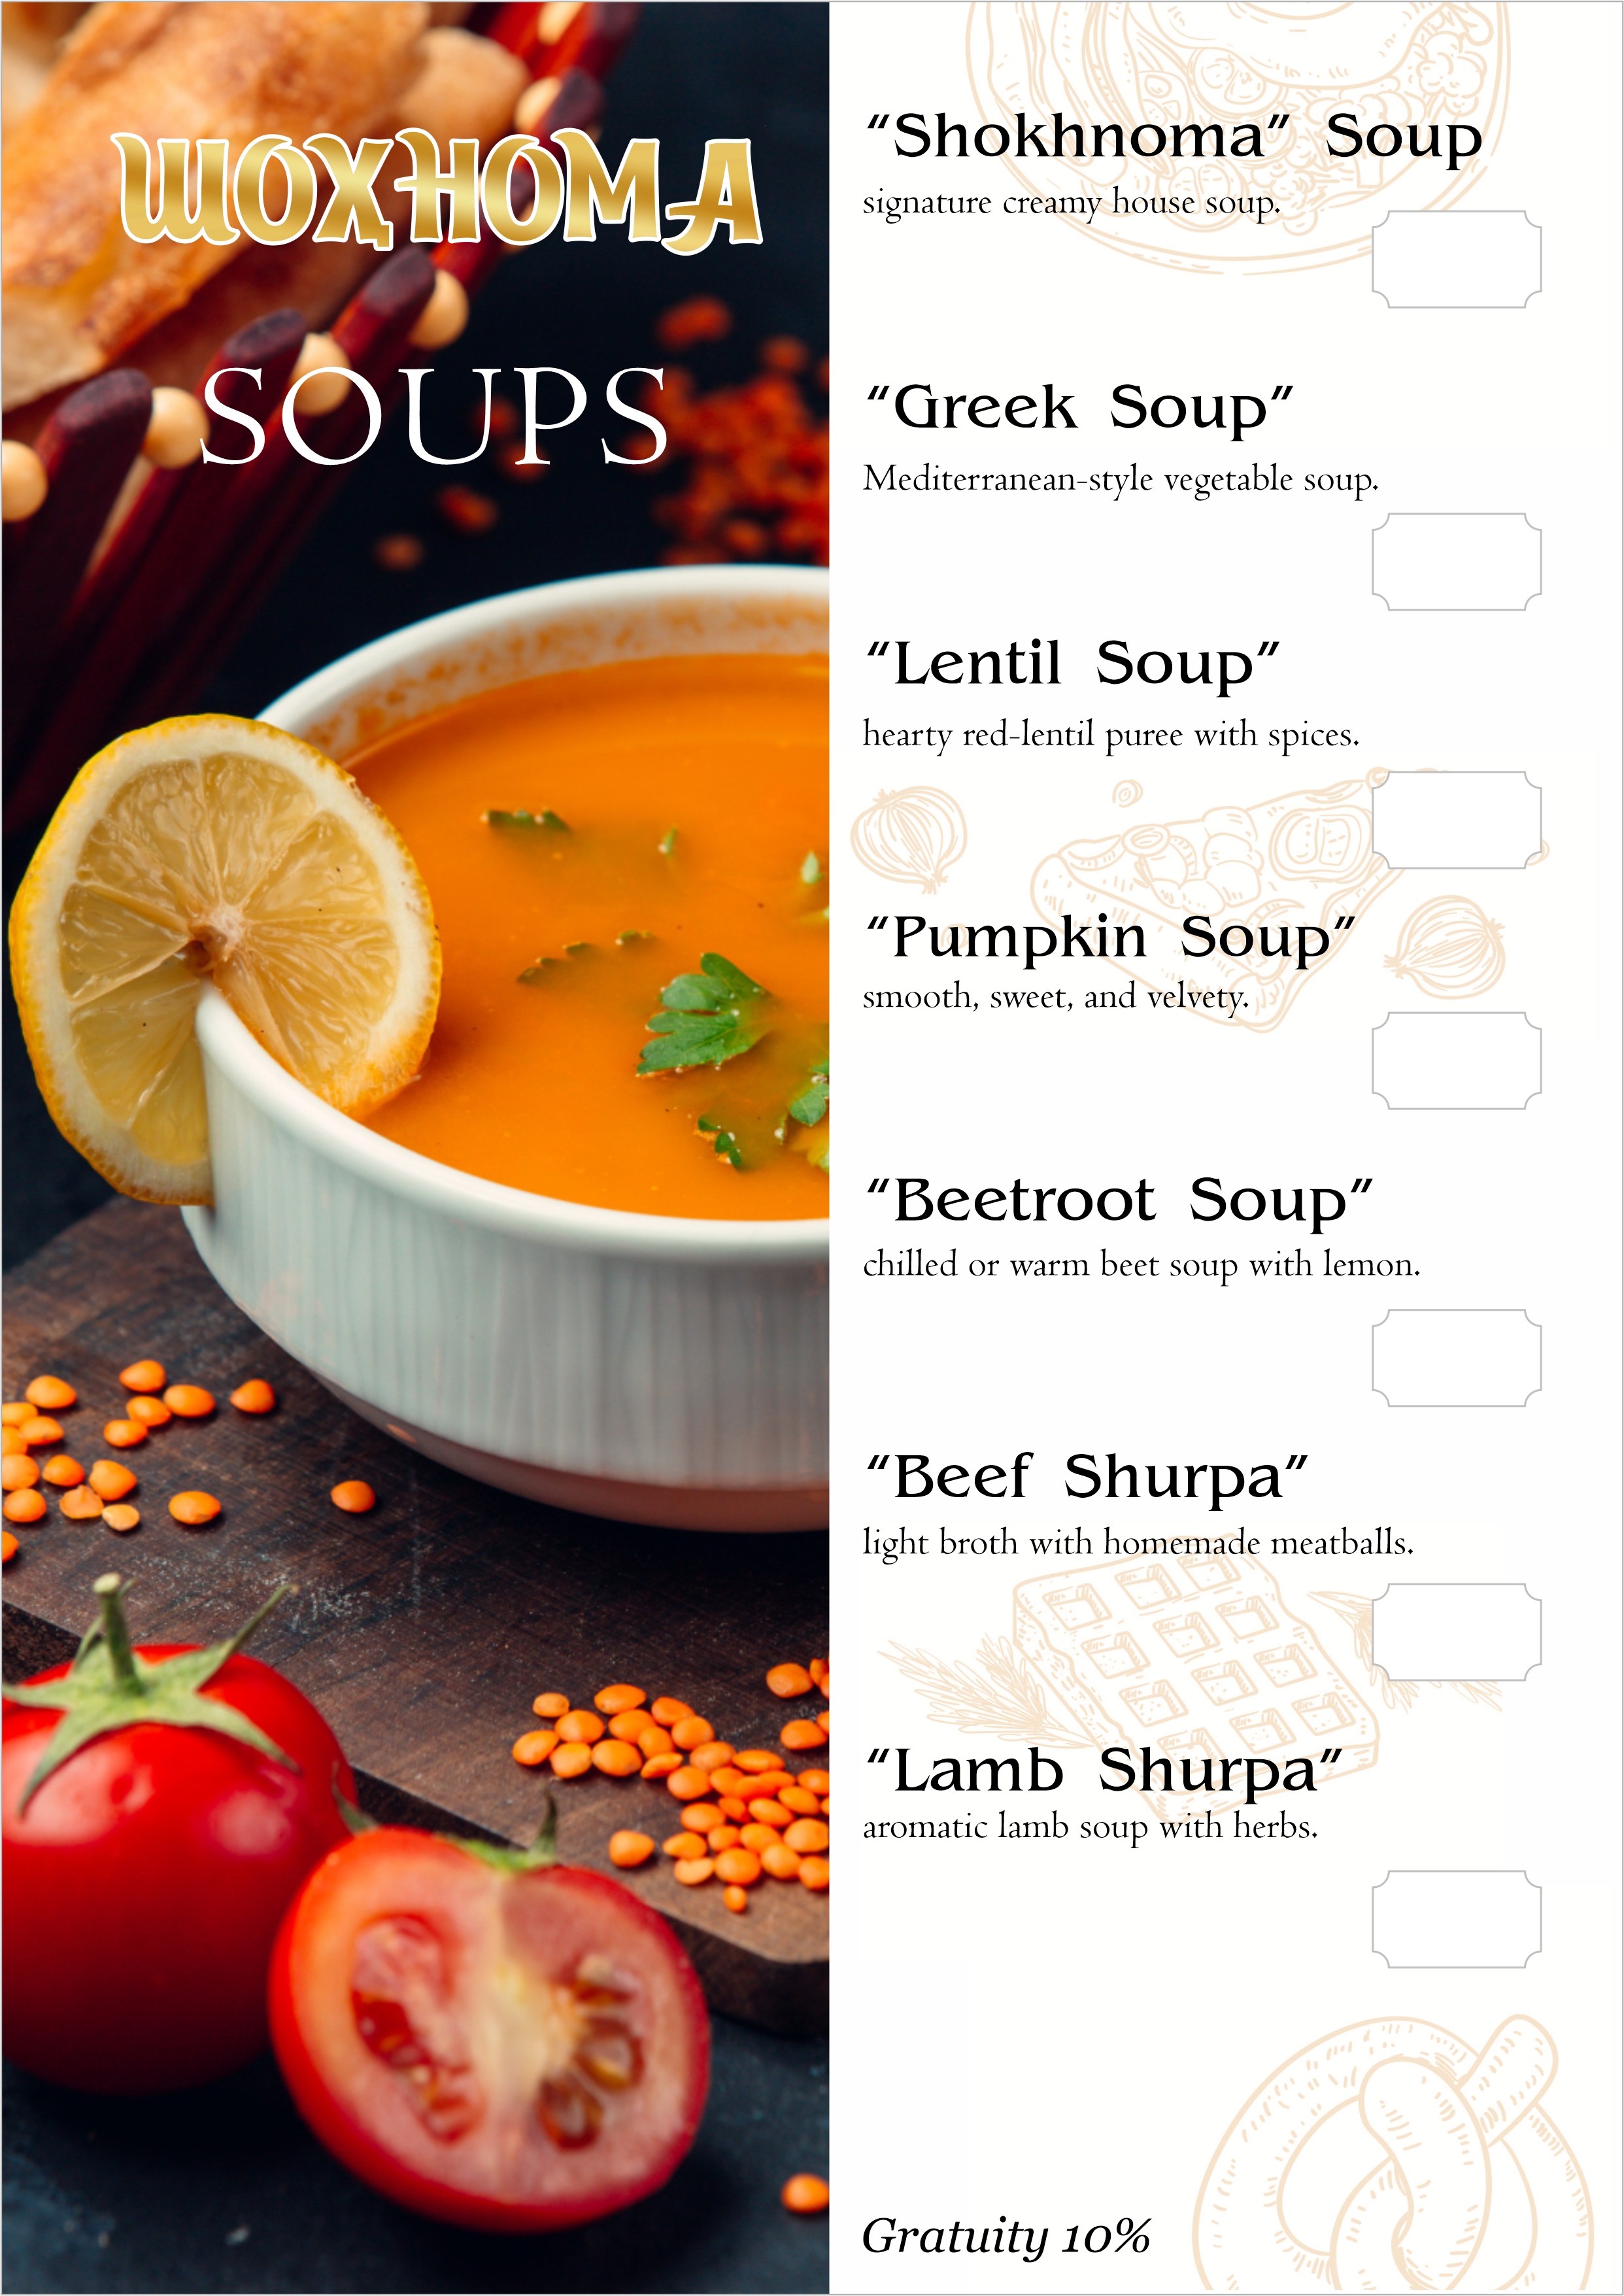 ШОҲНОМА
SOUPS
“Shokhnoma” Soup
signature creamy house soup.
“Greek Soup”
Mediterranean-style vegetable soup.
“Lentil Soup”
hearty red-lentil puree with spices.
“Pumpkin Soup”
smooth, sweet, and velvety.
“Beetroot Soup”
chilled or warm beet soup with lemon.
“Beef Shurpa”
light broth with homemade meatballs.
“Lamb Shurpa”
aromatic lamb soup with herbs.
Gratuity 10%